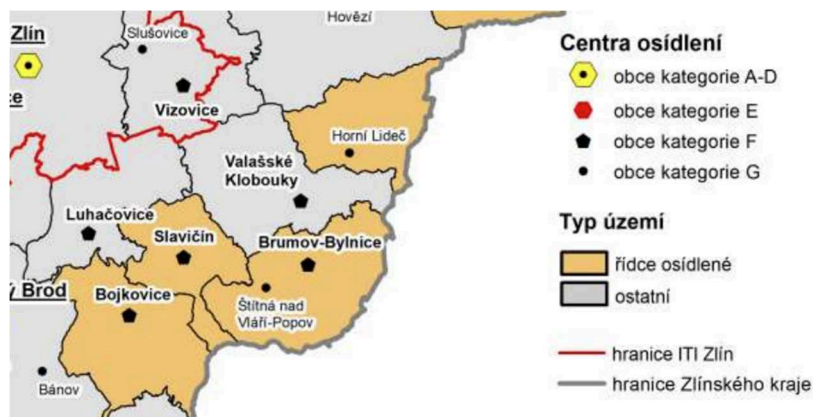 Hovězí
Zlín
Slušovice
ce
Vizovice
Horní Lideč
Valašské
Klobouky
Luhačovice
Slavičín
Brumov-Bylnice
ý Brod
Bojkovice
Štítná nad
Vláří-Popov
Bánov
Centra osídlení
obce kategorie A-D
obce kategorie E
obce kategorie F
obce kategorie G
Typ území
řídce osídlené
ostatní
hranice ITI Zlín
hranice Zlínského kraje